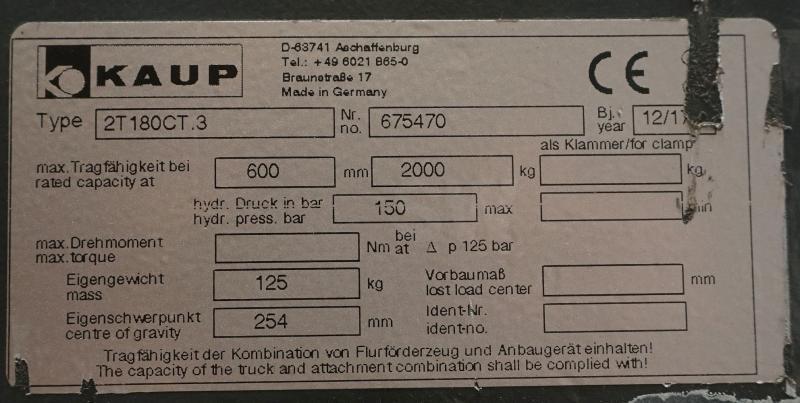 KAUP
D-63741 Aschaffenburg
Tel.: +49 6021 865-0
Braunstraße 17
Made in Germany
CE
Type 2T180CT.3 Nr. no. 675470 Bj. year 12/17
als Klammer/for clamp
max.Tragfähigkeit bei
rated capacity at 600 mm 2000 kg kg
hydr. Druck in bar
hydr. press. bar 150 max
max.Drehmoment
max.torque Nm bei at Δ p 125 bar
Eigengewicht
mass 125 kg Vorbaumaß
lost load center mm
Eigenschwerpunkt
centre of gravity 254 mm Ident-Nr.
ident-no.
Tragfähigkeit der Kombination von Flurförderzeug und Anbaugerät einhalten!
The capacity of the truck and attachment combination shall be complied with!